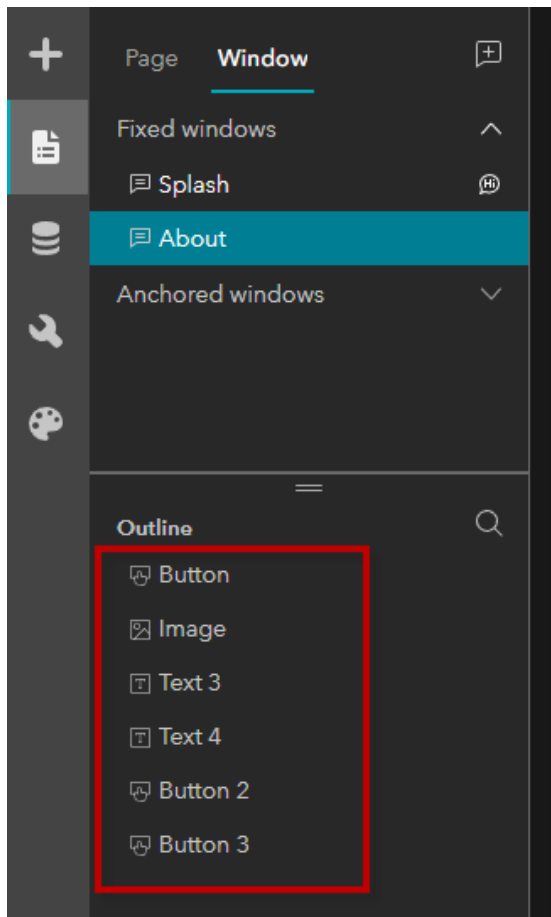 Page Window
Fixed windows
Splash Hi
About
Anchored windows
Outline
Button
Image
T Text 3
T Text 4
Button 2
Button 3